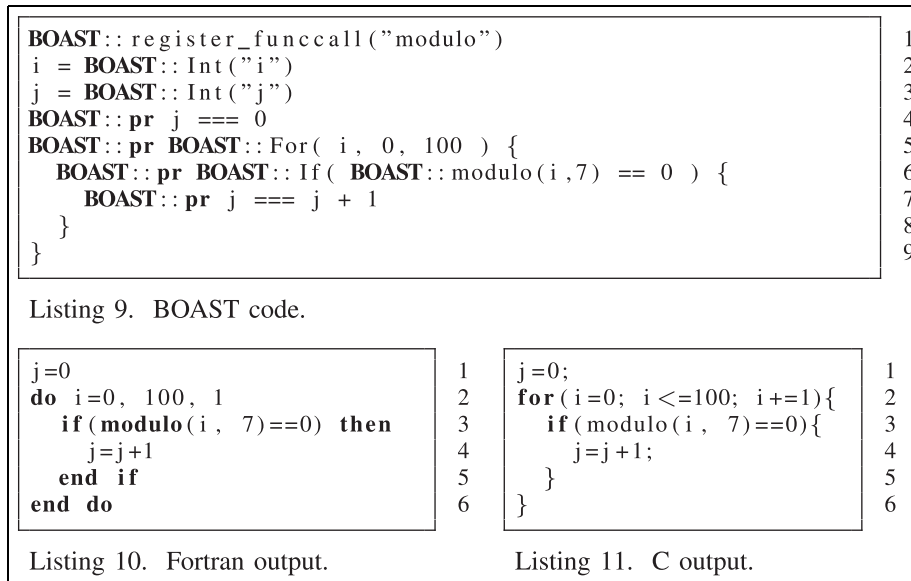 BOAST::register_funccall("modulo") 1
i = BOAST::Int("i") 2
j = BOAST::Int("j") 3
BOAST::pr j === 0 4
BOAST::pr BOAST::For( i, 0, 100 ) { 5
BOAST::pr BOAST::If( BOAST::modulo(i,7) == 0 ) { 6
BOAST::pr j === j + 1 7
} 8
} 9
Listing 9. BOAST code.
j=0 1
do i=0, 100, 1 2
if(modulo(i, 7)==0) then 3
j=j+1 4
end if 5
end do 6
Listing 10. Fortran output.
j=0; 1
for(i=0; i<=100; i+=1){ 2
if(modulo(i, 7)==0){ 3
j=j+1; 4
} 5
} 6
Listing 11. C output.